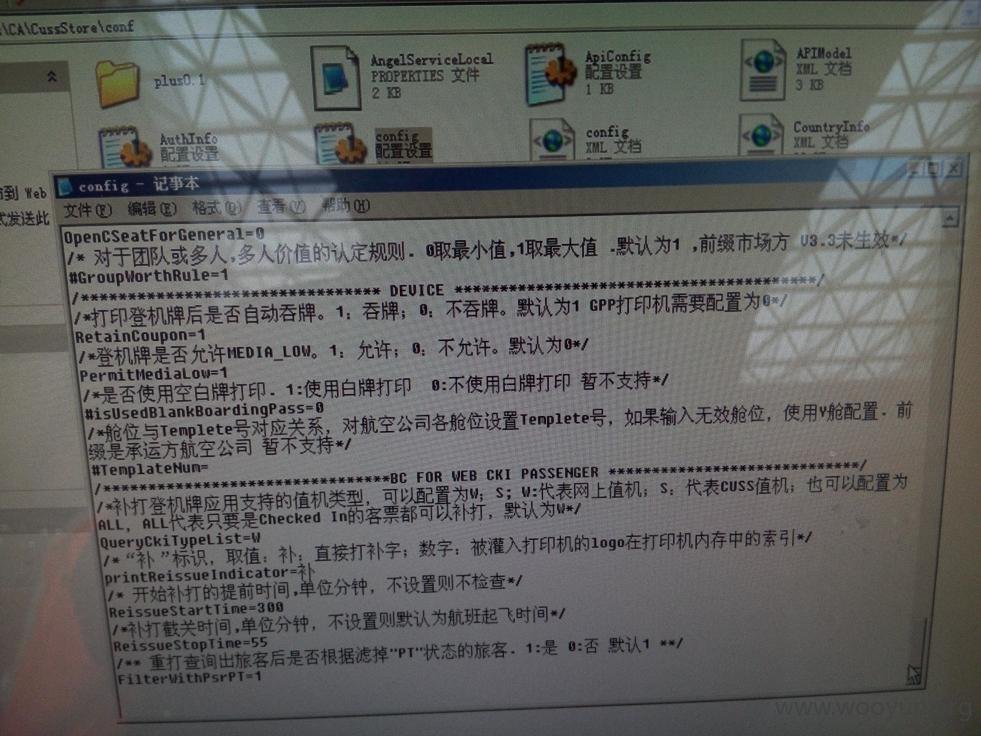 \CA\CussStore\conf
plus0.1
AngelServiceLocal
PROPERTIES 文件
2 KB
ApiConfig
配置设置
1 KB
APIModel
XML 文档
3 KB
AuthInfo
配置设置
config
配置设置
config
XML 文档
CountryInfo
XML 文档
到 Web
式发送此
config - 记事本
文件(F) 编辑(E) 格式(O) 查看(V) 帮助(H)
OpenCSeatForGeneral=0
/* 对于团队或多人,多人价值的认定规则. 0取最小值,1取最大值 .默认为1 ,前缀市场方 V3.3未生效*/
#GroupWorthRule=1
/***************************** DEVICE *******************************/
/*打印登机牌后是否自动吞牌。1：吞牌；0：不吞牌。默认为1 GPP打印机需要配置为0*/
RetainCoupon=1
/*登机牌是否允许MEDIA_LOW。1：允许；0：不允许。默认为0*/
PermitMediaLow=1
/*是否使用空白牌打印. 1:使用白牌打印 0:不使用白牌打印 暂不支持*/
#isUsedBlankBoardingPass=0
/*舱位与Templete号对应关系，对航空公司各舱位设置Templete号，如果输入无效舱位，使用Y舱配置. 前
缀是承运方航空公司 暂不支持*/
#TemplateNum=
/*****************************BC FOR WEB CKI PASSENGER **************************/
/*补打登机牌应用支持的值机类型，可以配置为W；S；W:代表网上值机；S：代表CUSS值机；也可以配置为
ALL，ALL代表只要是Checked In的客票都可以补打，默认为W*/
QueryCkiTypeList=W
/* “补 ”标识，取值：补：直接打补字；数字：被灌入打印机的logo在打印机内存中的索引*/
printReissueIndicator=补
/* 开始补打的提前时间,单位分钟，不设置则不检查*/
ReissueStartTime=300
/*补打截关时间,单位分钟，不设置则默认为航班起飞时间*/
ReissueStopTime=55
/** 重打查询出旅客后是否根据滤掉"PT"状态的旅客. 1:是 0:否 默认1 **/
FilterWithPsrPT=1
www.wooyun.org